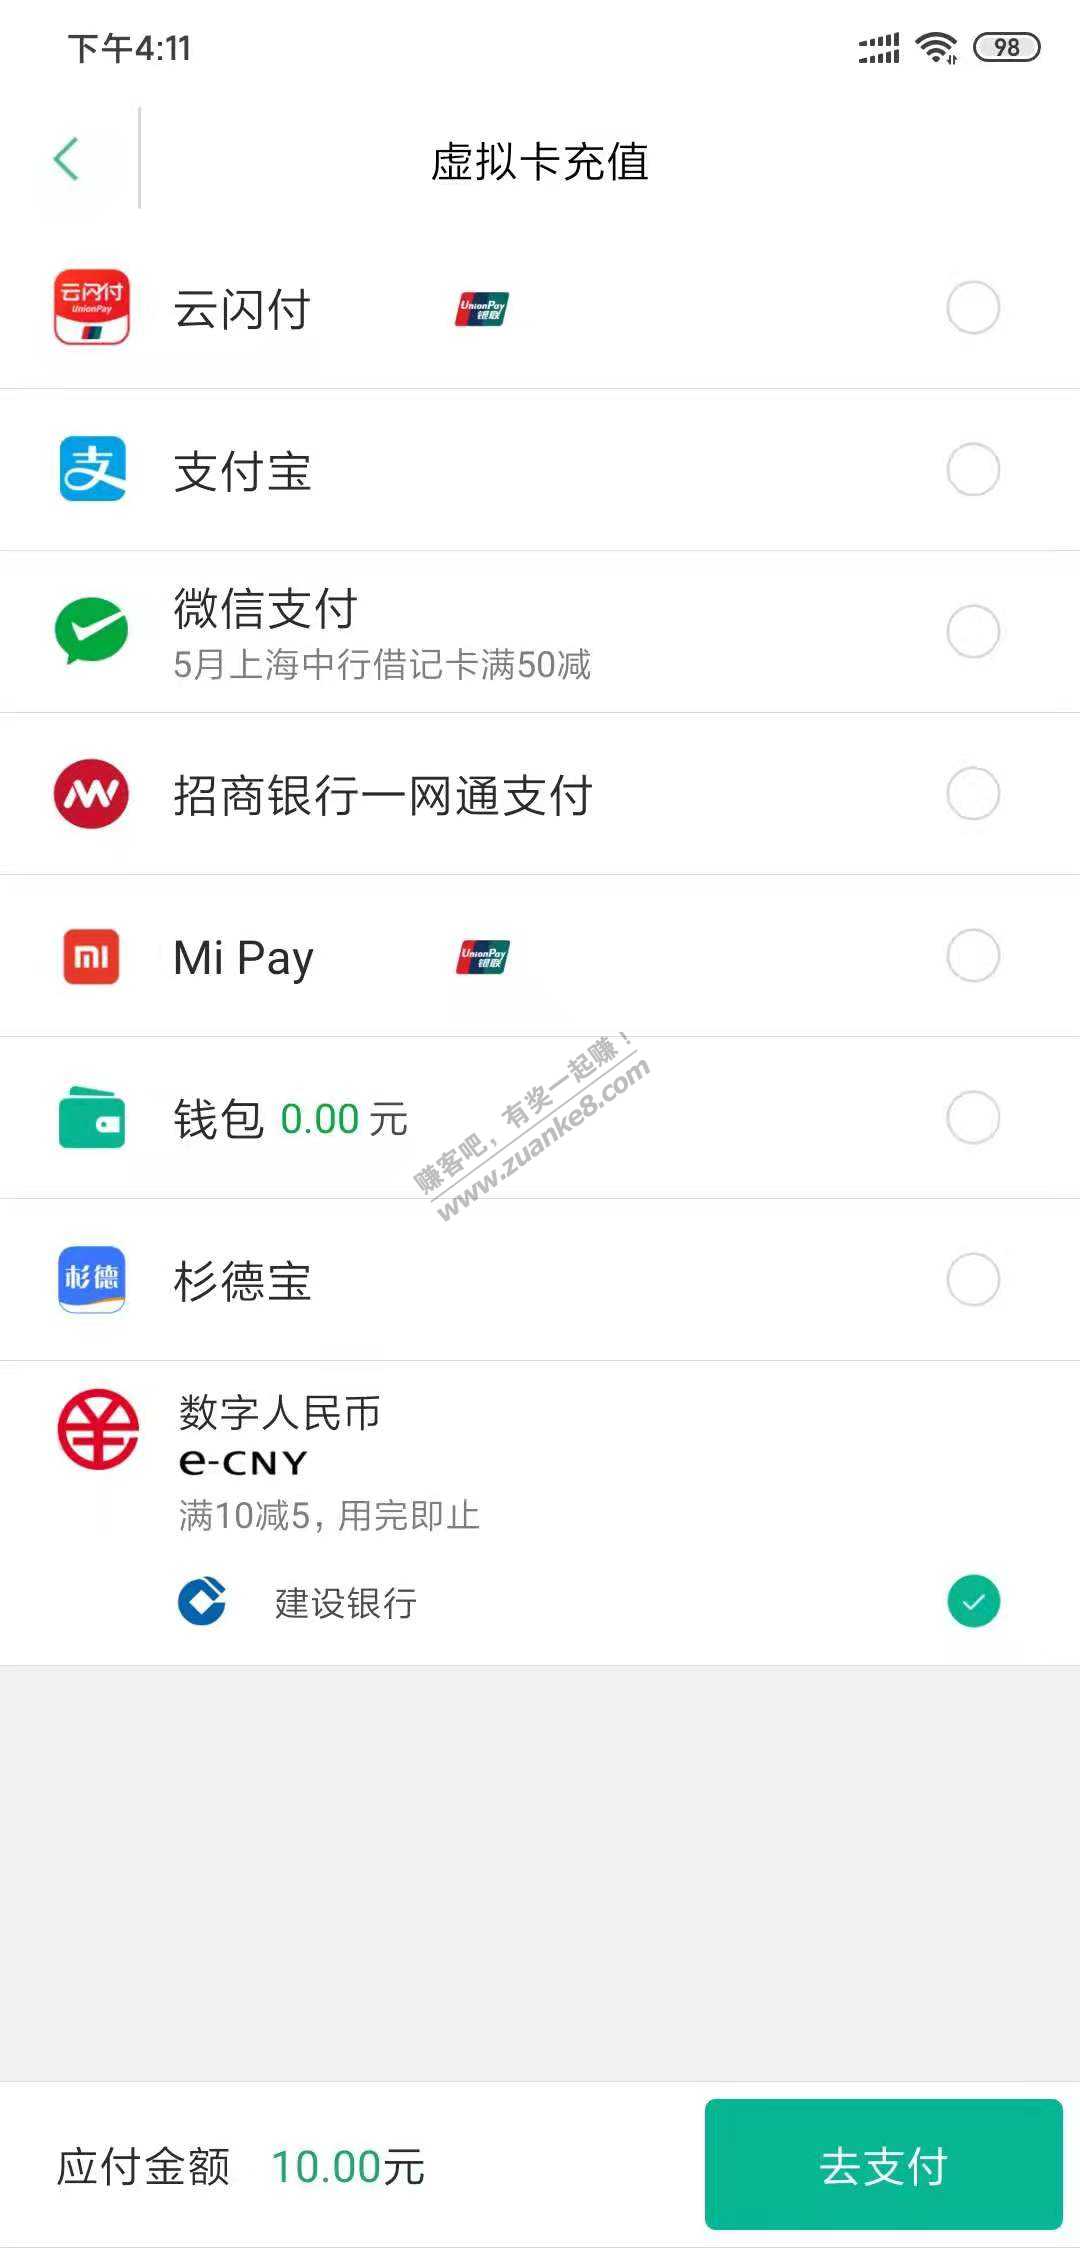 下午4:11
98
虚拟卡充值
云闪付
UnionPay
云闪付
UnionPay
银联
支
支付宝
微信支付
5月上海中行借记卡满50减
招商银行一网通支付
mi
Mi Pay
UnionPay
银联
钱包 0.00 元
赚客吧，有奖一起赚！
www.zuanke8.com
杉德
杉德宝
数字人民币
e-CNY
满10减5，用完即止
建设银行
应付金额 10.00元
去支付